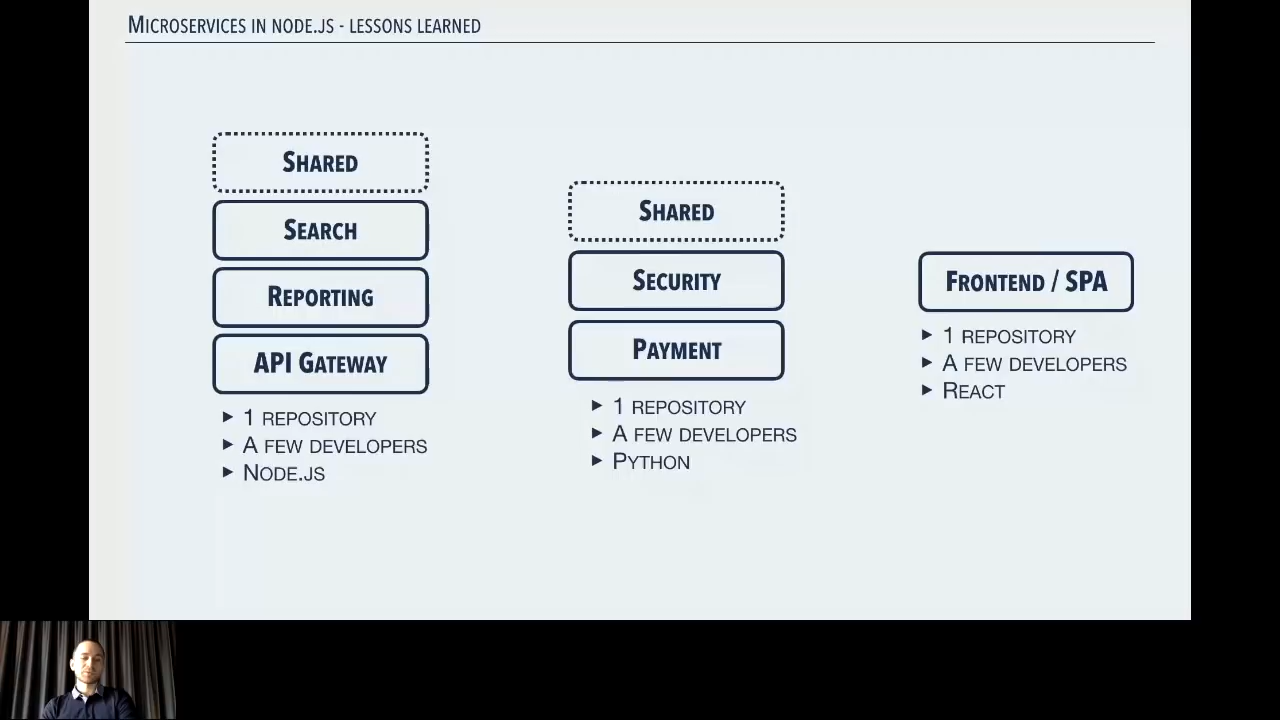 Microservices in node.js - lessons learned
Shared
Search
Reporting
API Gateway
1 repository
A few developers
Node.js
Shared
Security
Payment
1 repository
A few developers
Python
Frontend / SPA
1 repository
A few developers
React